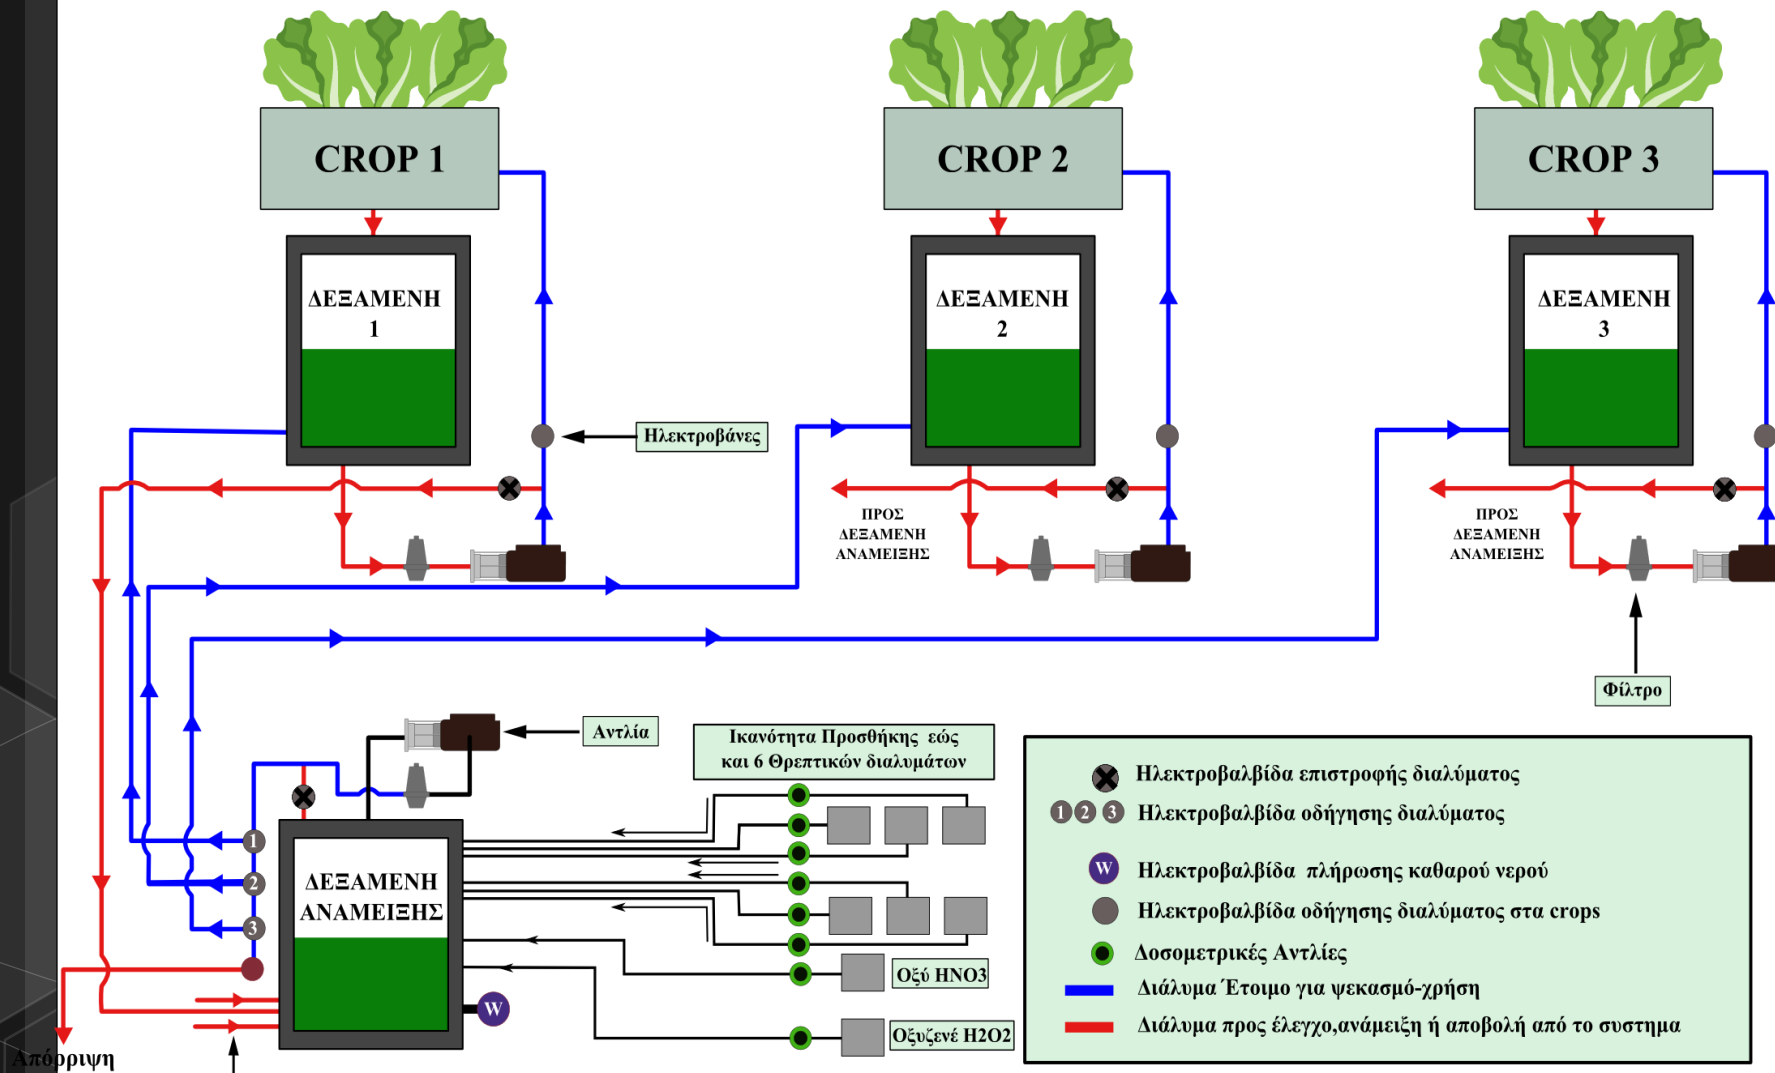 CROP 1
CROP 2
CROP 3
ΔΕΞΑΜΕΝΗ
1
ΔΕΞΑΜΕΝΗ
2
ΔΕΞΑΜΕΝΗ
3
Ηλεκτροβάνες
ΠΡΟΣ
ΔΕΞΑΜΕΝΗ
ΑΝΑΜΕΙΞΗΣ
ΠΡΟΣ
ΔΕΞΑΜΕΝΗ
ΑΝΑΜΕΙΞΗΣ
Φίλτρο
Αντλία
Ικανότητα Προσθήκης εώς
και 6 Θρεπτικών διαλυμάτων
1
2
3
ΔΕΞΑΜΕΝΗ
ΑΝΑΜΕΙΞΗΣ
W
Οξύ HNO3
Οξυζενέ H2O2
Απόρριψη
Ηλεκτροβαλβίδα επιστροφής διαλύματος
1 2 3 Ηλεκτροβαλβίδα οδήγησης διαλύματος
W Ηλεκτροβαλβίδα πλήρωσης καθαρού νερού
Ηλεκτροβαλβίδα οδήγησης διαλύματος στα crops
Δοσομετρικές Αντλίες
Διάλυμα Έτοιμο για ψεκασμό-χρήση
Διάλυμα προς έλεγχο,ανάμειξη ή αποβολή από το συστημα